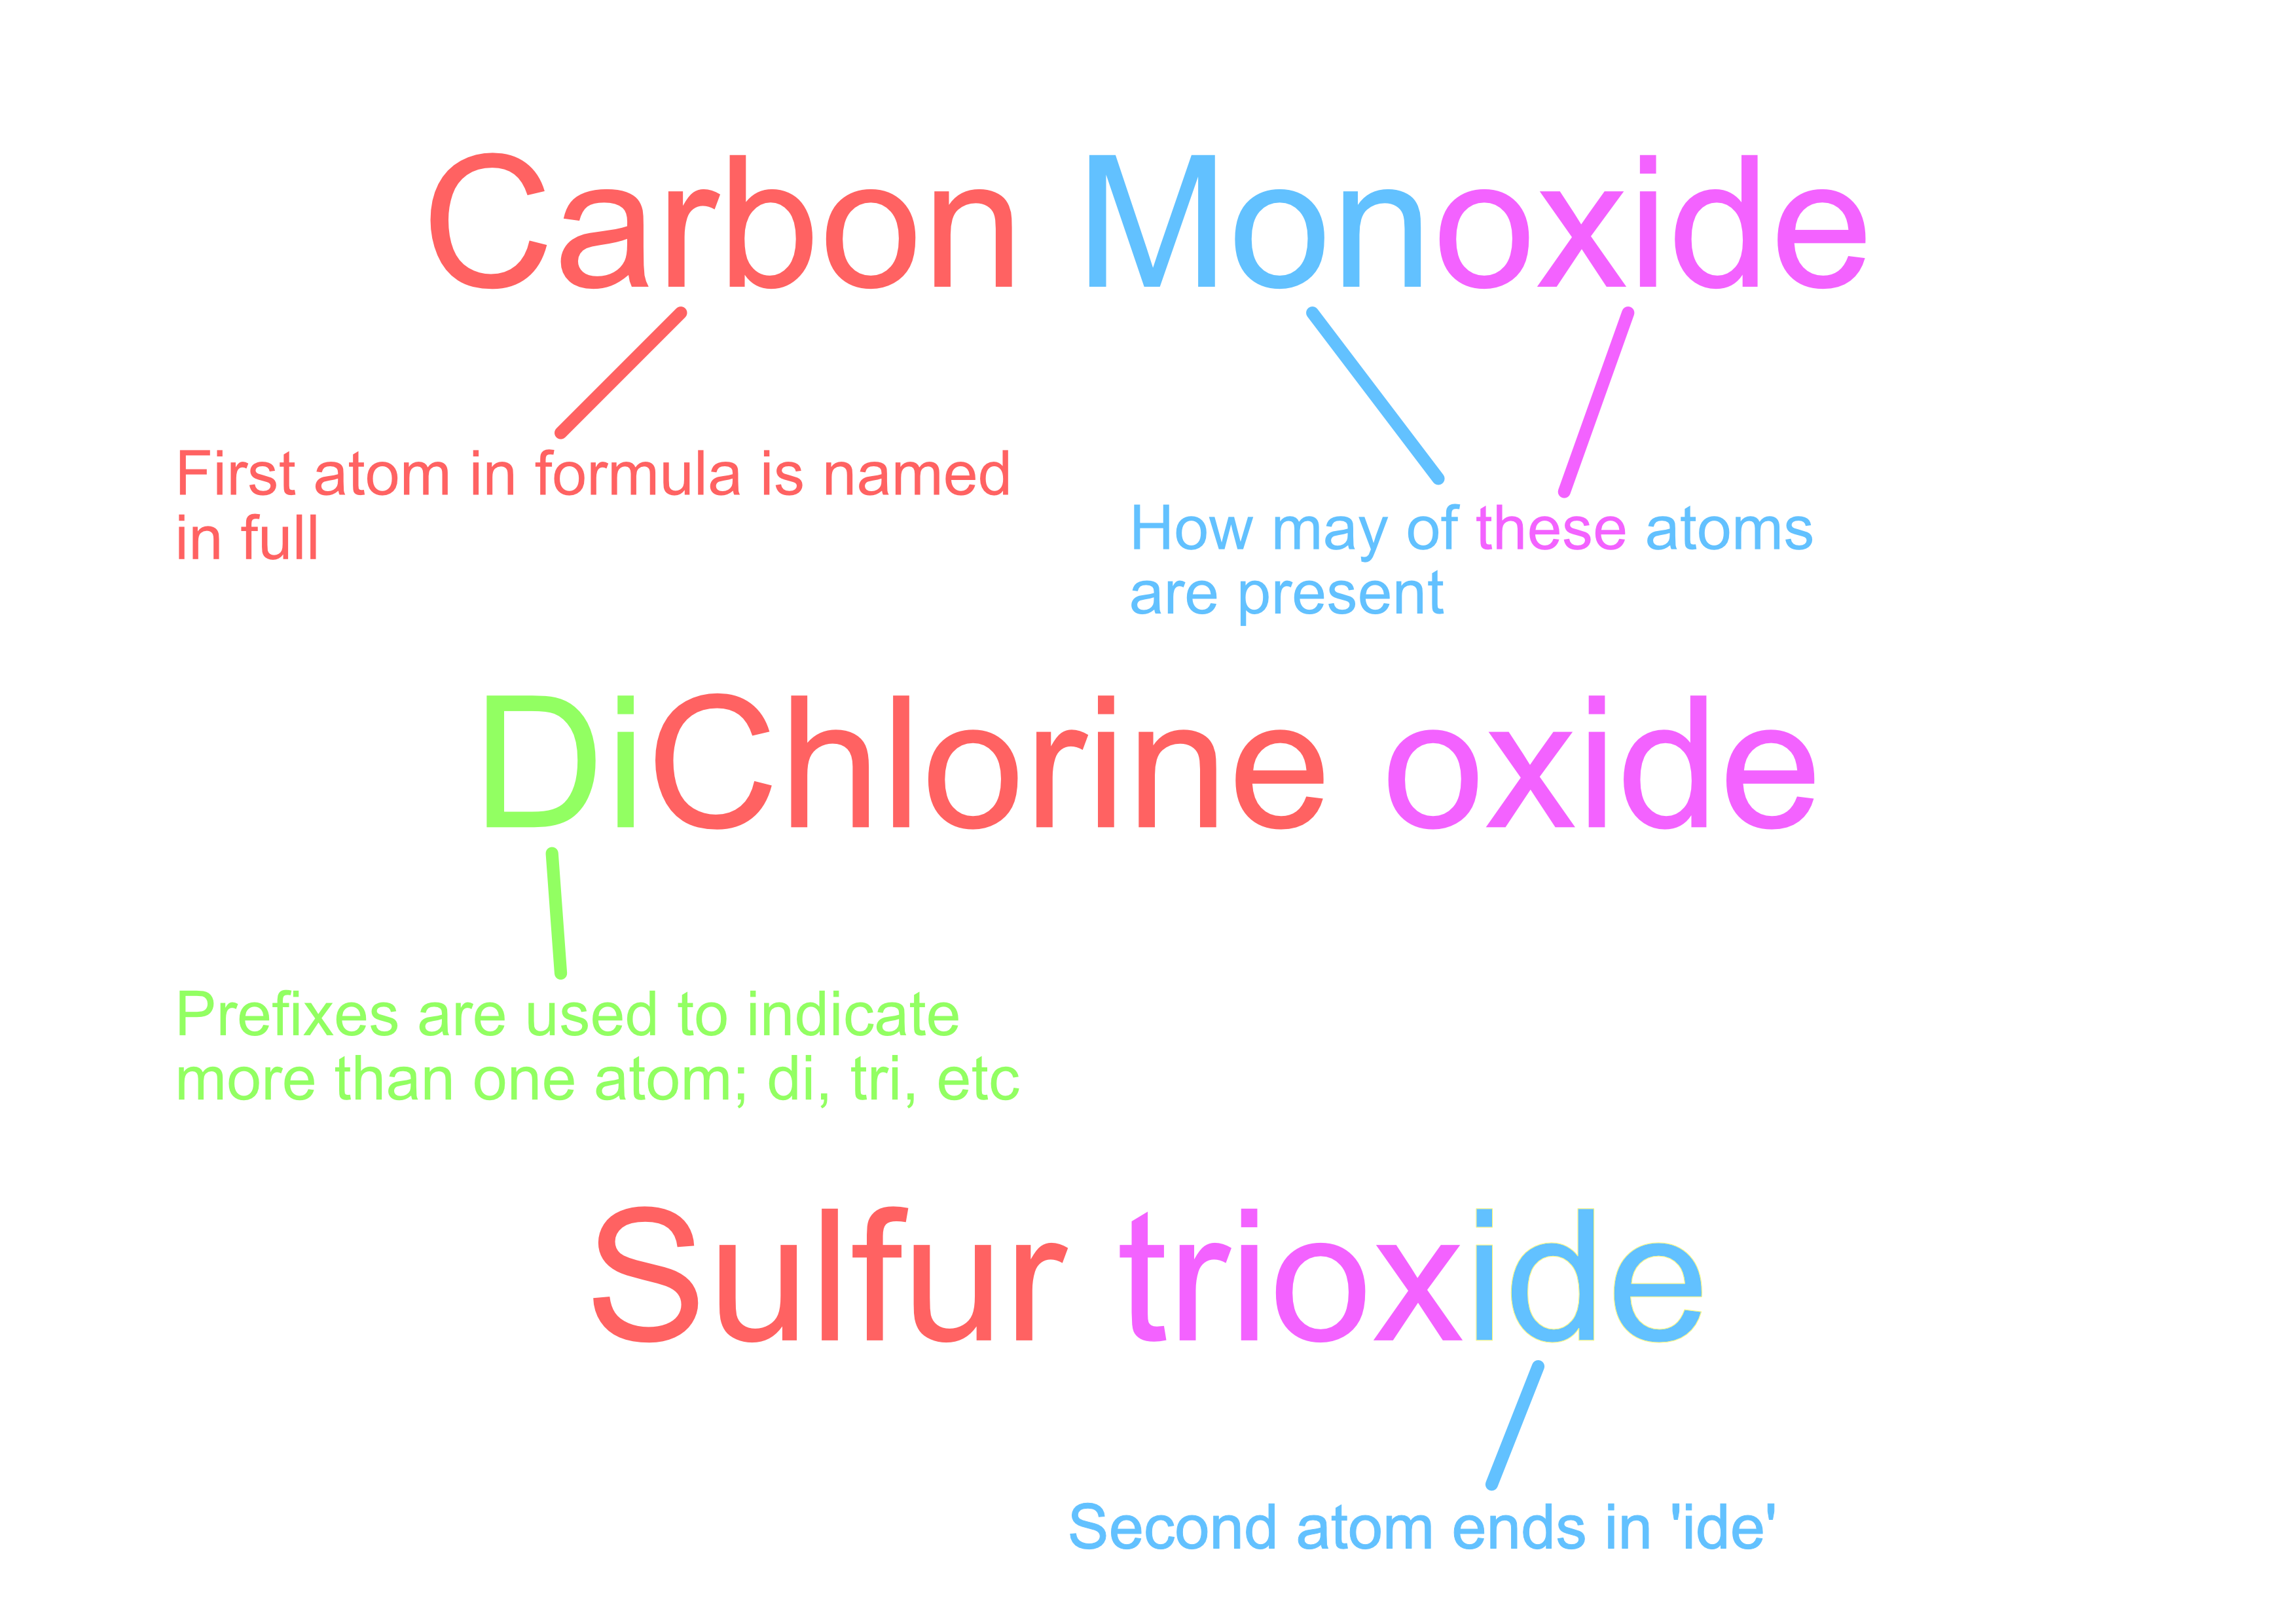 Carbon Monoxide
First atom in formula is named
in full
How may of these atoms
are present
DiChlorine oxide
Prefixes are used to indicate
more than one atom; di, tri, etc
Sulfur trioxide
Second atom ends in 'ide'